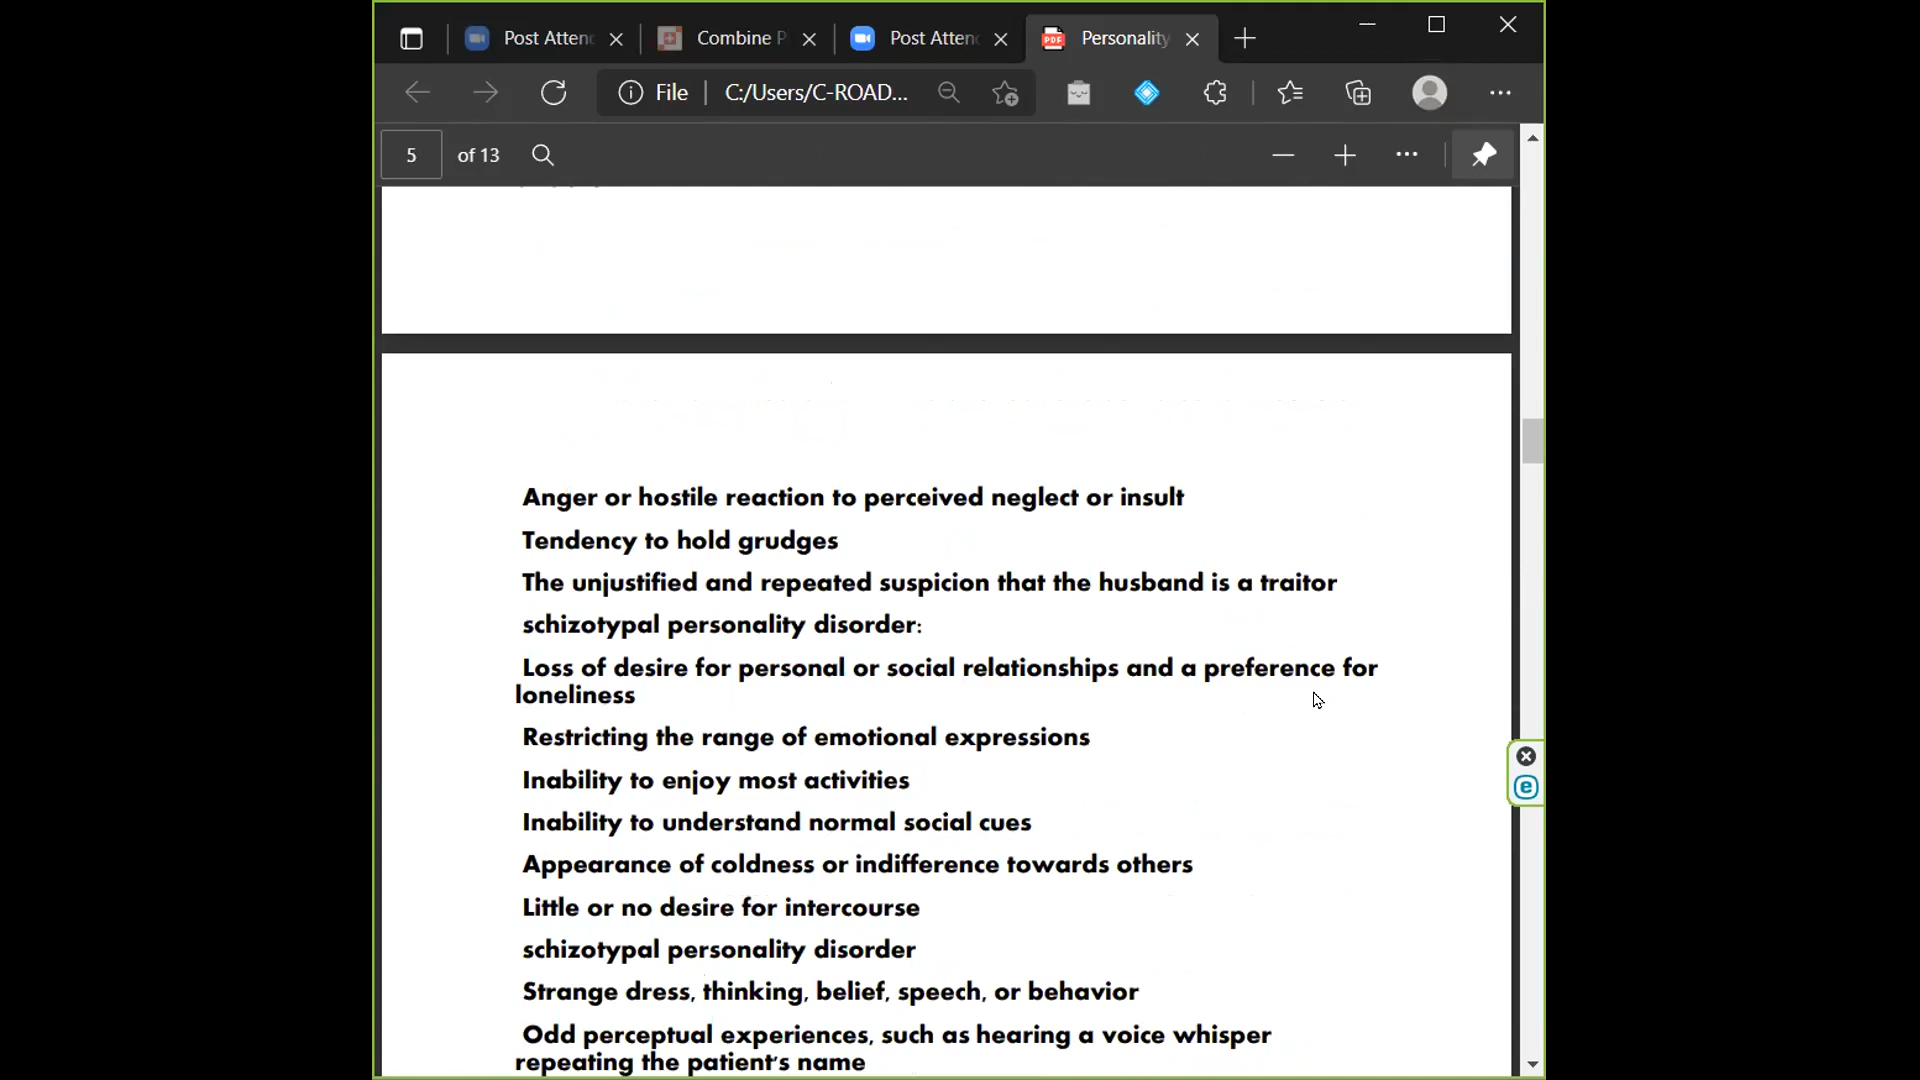 Post Atten
Combine P
Post Atten
PDF
Personality
File
C:/Users/C-ROAD...
5
of 13
Anger or hostile reaction to perceived neglect or insult
Tendency to hold grudges
The unjustified and repeated suspicion that the husband is a traitor
schizotypal personality disorder:
Loss of desire for personal or social relationships and a preference for
loneliness
Restricting the range of emotional expressions
Inability to enjoy most activities
Inability to understand normal social cues
Appearance of coldness or indifference towards others
Little or no desire for intercourse
schizotypal personality disorder
Strange dress, thinking, belief, speech, or behavior
Odd perceptual experiences, such as hearing a voice whisper
repeating the patient's name